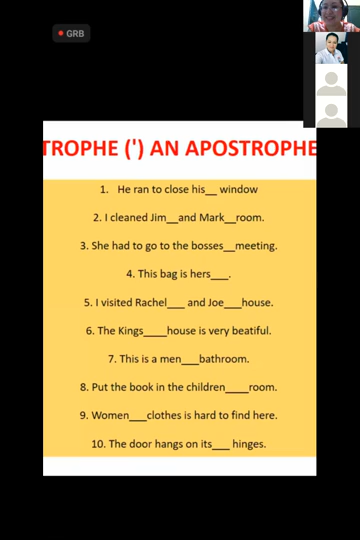 GRB
TROPHE (') AN APOSTROPHE
1. He ran to close his__ window
2. I cleaned Jim__and Mark__room.
3. She had to go to the bosses__meeting.
4. This bag is hers___.
5. I visited Rachel___ and Joe___house.
6. The Kings____house is very beatiful.
7. This is a men___bathroom.
8. Put the book in the children____room.
9. Women___clothes is hard to find here.
10. The door hangs on its___ hinges.